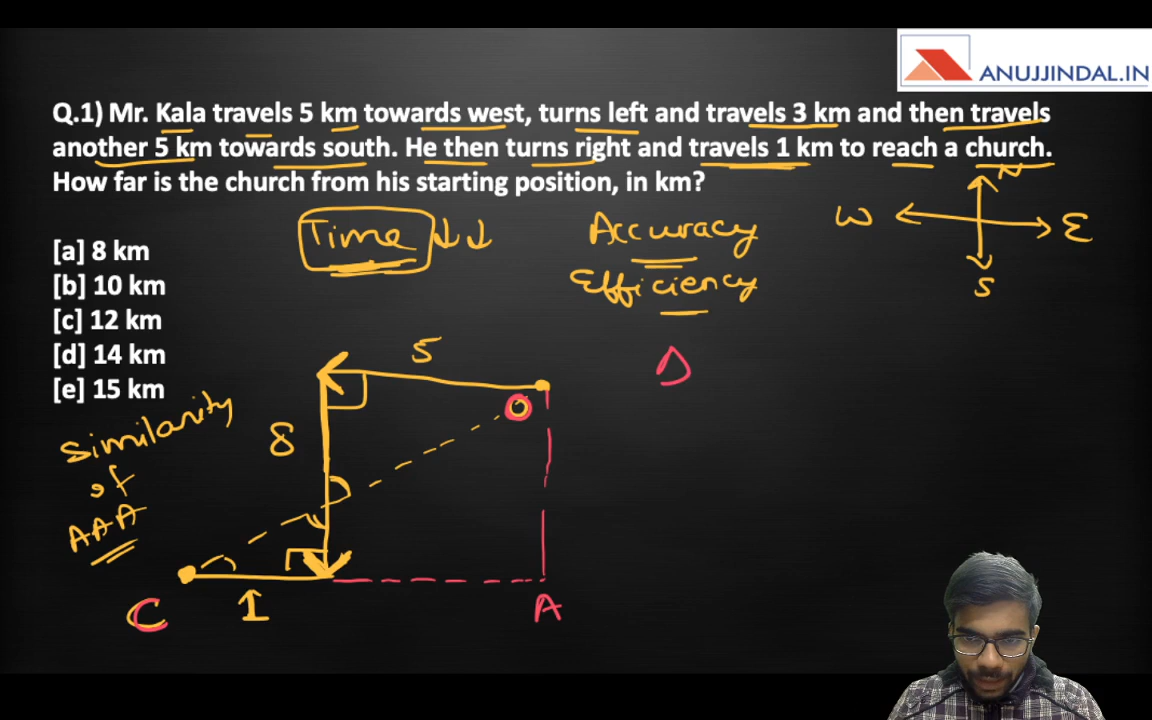 ANUJJINDAL.IN
Q.1) Mr. Kala travels 5 km towards west, turns left and travels 3 km and then travels
another 5 km towards south. He then turns right and travels 1 km to reach a church.
How far is the church from his starting position, in km?
N
W
E
S
Time
Accuracy
Efficiency
[a] 8 km
[b] 10 km
[c] 12 km
[d] 14 km
[e] 15 km
5
O
8
Similarity
of
AAA
C
1
A